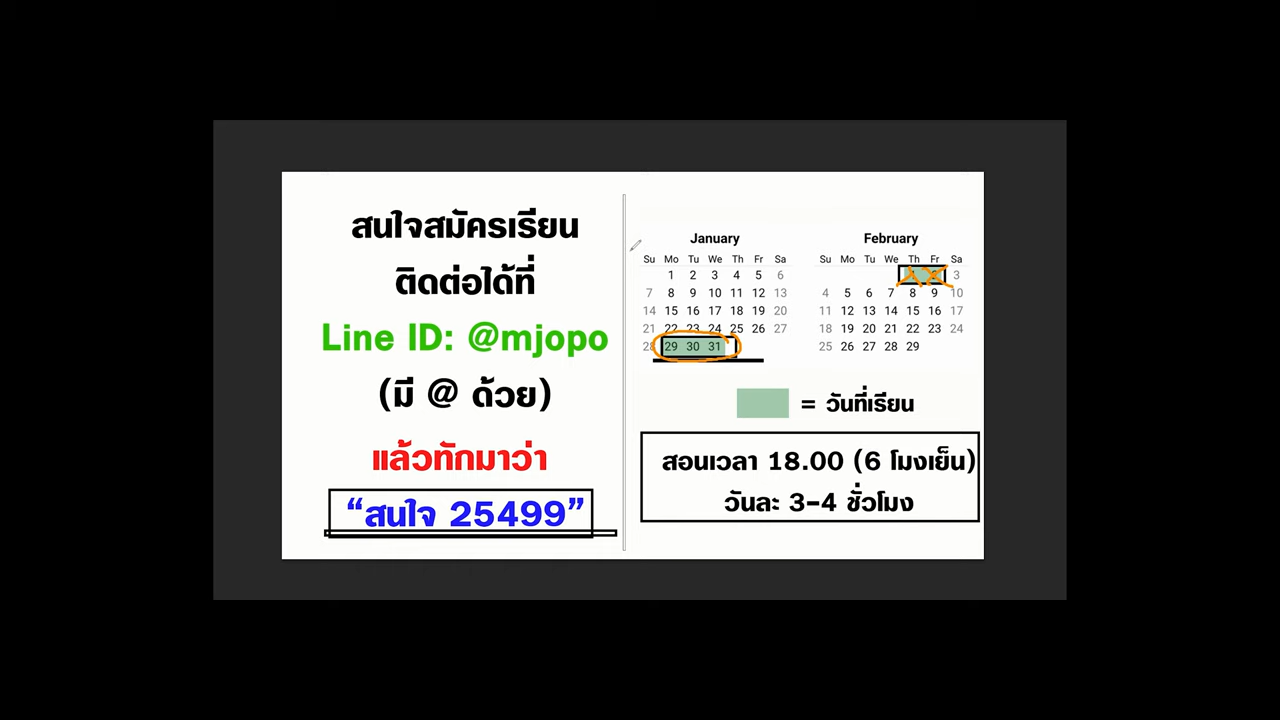 สนใจสมัครเรียน
ติดต่อได้ที่
Line ID: @mjopo
(มี @ ด้วย)
แล้วทักมาว่า
“สนใจ 25499”
January
Su Mo Tu We Th Fr Sa
1 2 3 4 5 6
7 8 9 10 11 12 13
14 15 16 17 18 19 20
21 22 23 24 25 26 27
28 29 30 31
February
Su Mo Tu We Th Fr Sa
3
4 5 6 7 8 9 10
11 12 13 14 15 16 17
18 19 20 21 22 23 24
25 26 27 28 29
= วันที่เรียน
สอนเวลา 18.00 (6 โมงเย็น)
วันละ 3-4 ชั่วโมง